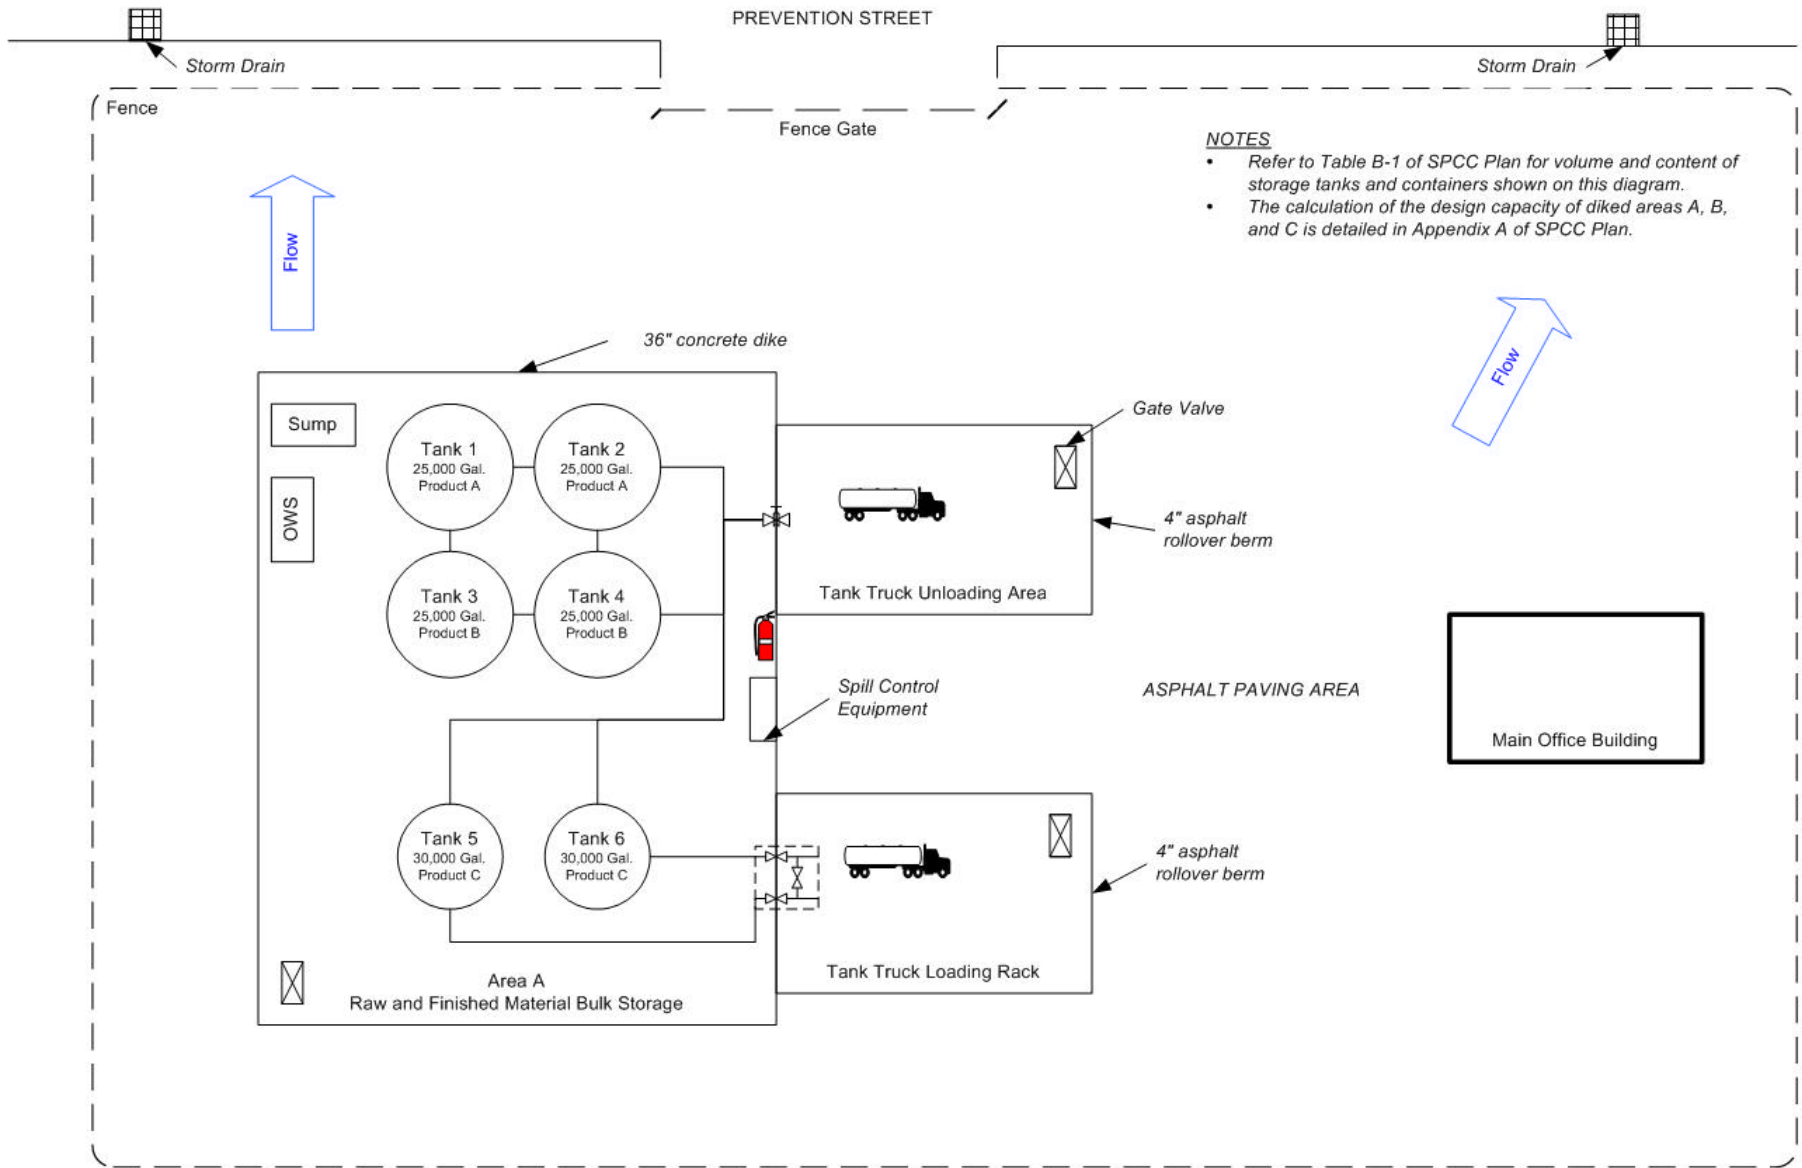 PREVENTION STREET
Storm Drain
Storm Drain
Fence
Fence Gate
NOTES
• Refer to Table B-1 of SPCC Plan for volume and content of
storage tanks and containers shown on this diagram.
• The calculation of the design capacity of diked areas A, B,
and C is detailed in Appendix A of SPCC Plan.
Flow
Flow
36" concrete dike
Gate Valve
Sump
OWS
Tank 1
25,000 Gal.
Product A
Tank 2
25,000 Gal.
Product A
4" asphalt
rollover berm
Tank 3
25,000 Gal.
Product B
Tank 4
25,000 Gal.
Product B
Tank Truck Unloading Area
Spill Control
Equipment
ASPHALT PAVING AREA
Main Office Building
Tank 5
30,000 Gal.
Product C
Tank 6
30,000 Gal.
Product C
4" asphalt
rollover berm
Tank Truck Loading Rack
Area A
Raw and Finished Material Bulk Storage